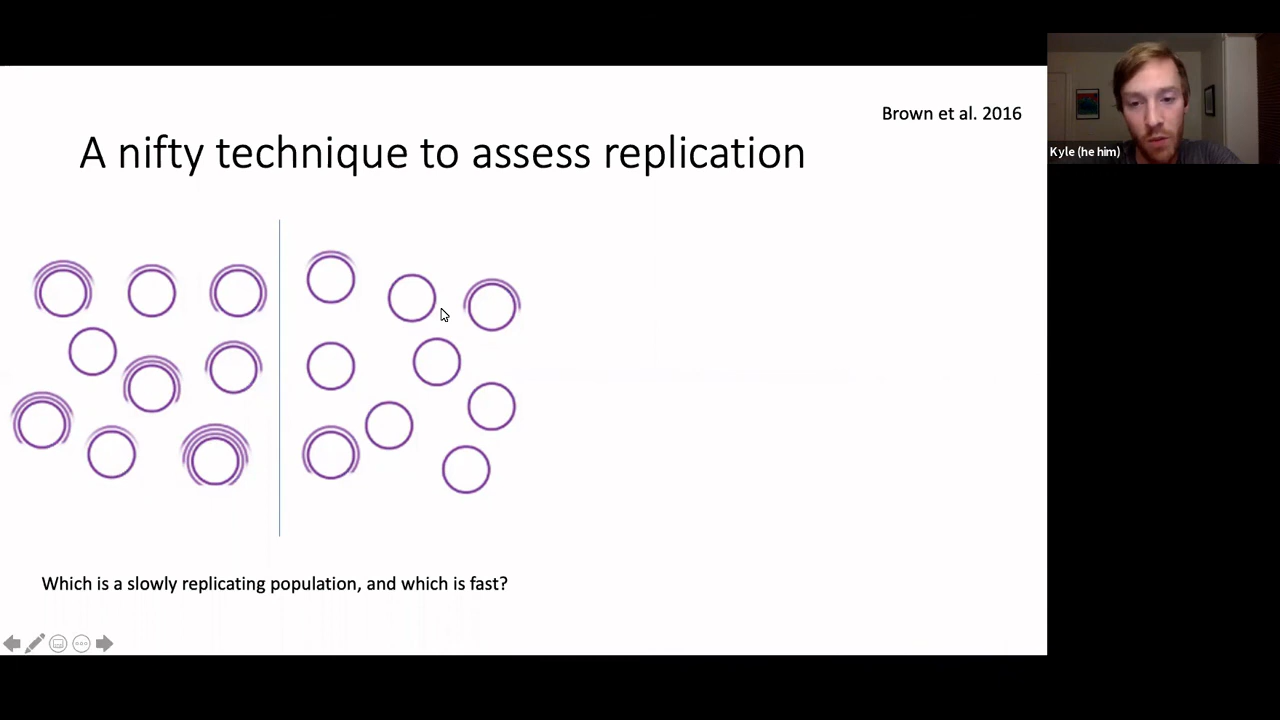 Brown et al. 2016
A nifty technique to assess replication
Kyle (he him)
Which is a slowly replicating population, and which is fast?